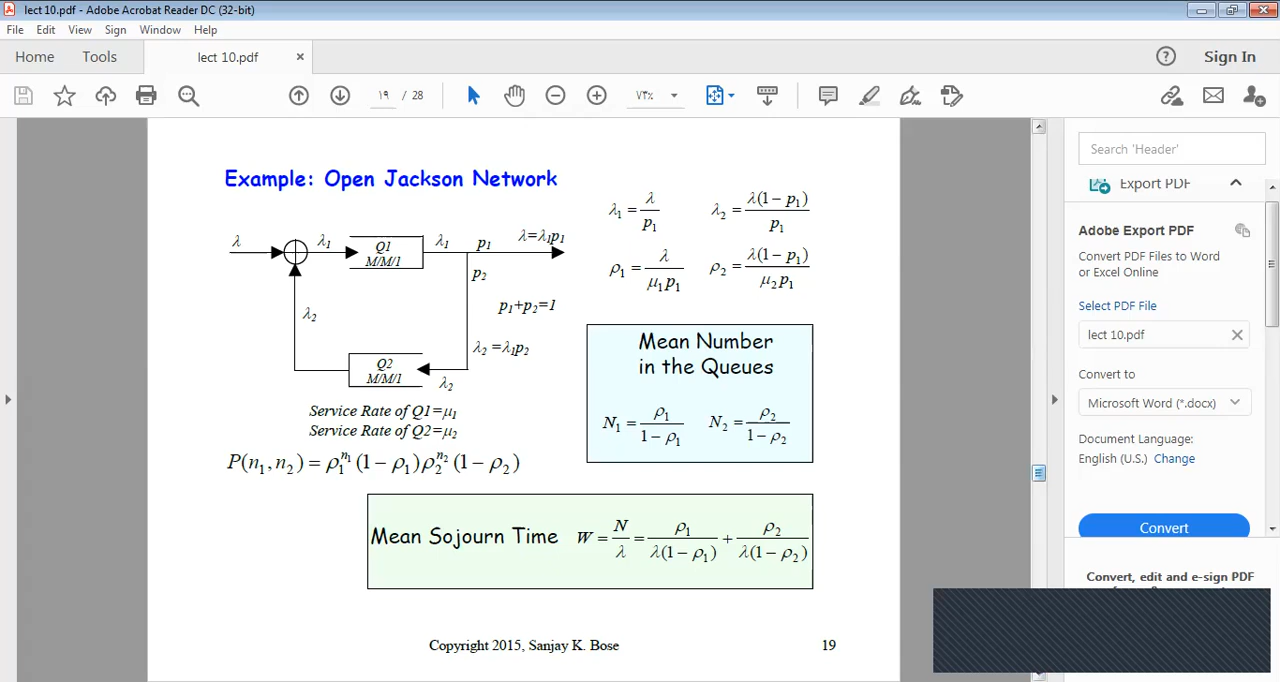 lect 10.pdf - Adobe Acrobat Reader DC (32-bit)
File Edit View Sign Window Help
Home Tools lect 10.pdf × Sign In
١٩ / 28 ٧٣%
Example: Open Jackson Network
λ λ₁ Q1 M/M/1 λ₁ p₁ λ=λ₁p₁
p₂
p₁+p₂=1
λ₂
λ₂ =λ₁p₂
Q2 M/M/1 λ₂
Service Rate of Q1=μ₁
Service Rate of Q2=μ₂
P(n₁, n₂) = ρ₁^n₁ (1 − ρ₁) ρ₂^n₂ (1 − ρ₂)
λ₁ = λ / p₁ λ₂ = λ(1 − p₁) / p₁
ρ₁ = λ / μ₁p₁ ρ₂ = λ(1 − p₁) / μ₂p₁
Mean Number
in the Queues
N₁ = ρ₁ / (1 − ρ₁) N₂ = ρ₂ / (1 − ρ₂)
Mean Sojourn Time W = N / λ = ρ₁ / λ(1 − ρ₁) + ρ₂ / λ(1 − ρ₂)
Copyright 2015, Sanjay K. Bose 19
Search 'Header'
Export PDF
Adobe Export PDF
Convert PDF Files to Word
or Excel Online
Select PDF File
lect 10.pdf
Convert to
Microsoft Word (*.docx)
Document Language:
English (U.S.) Change
Convert
Convert, edit and e-sign PDF